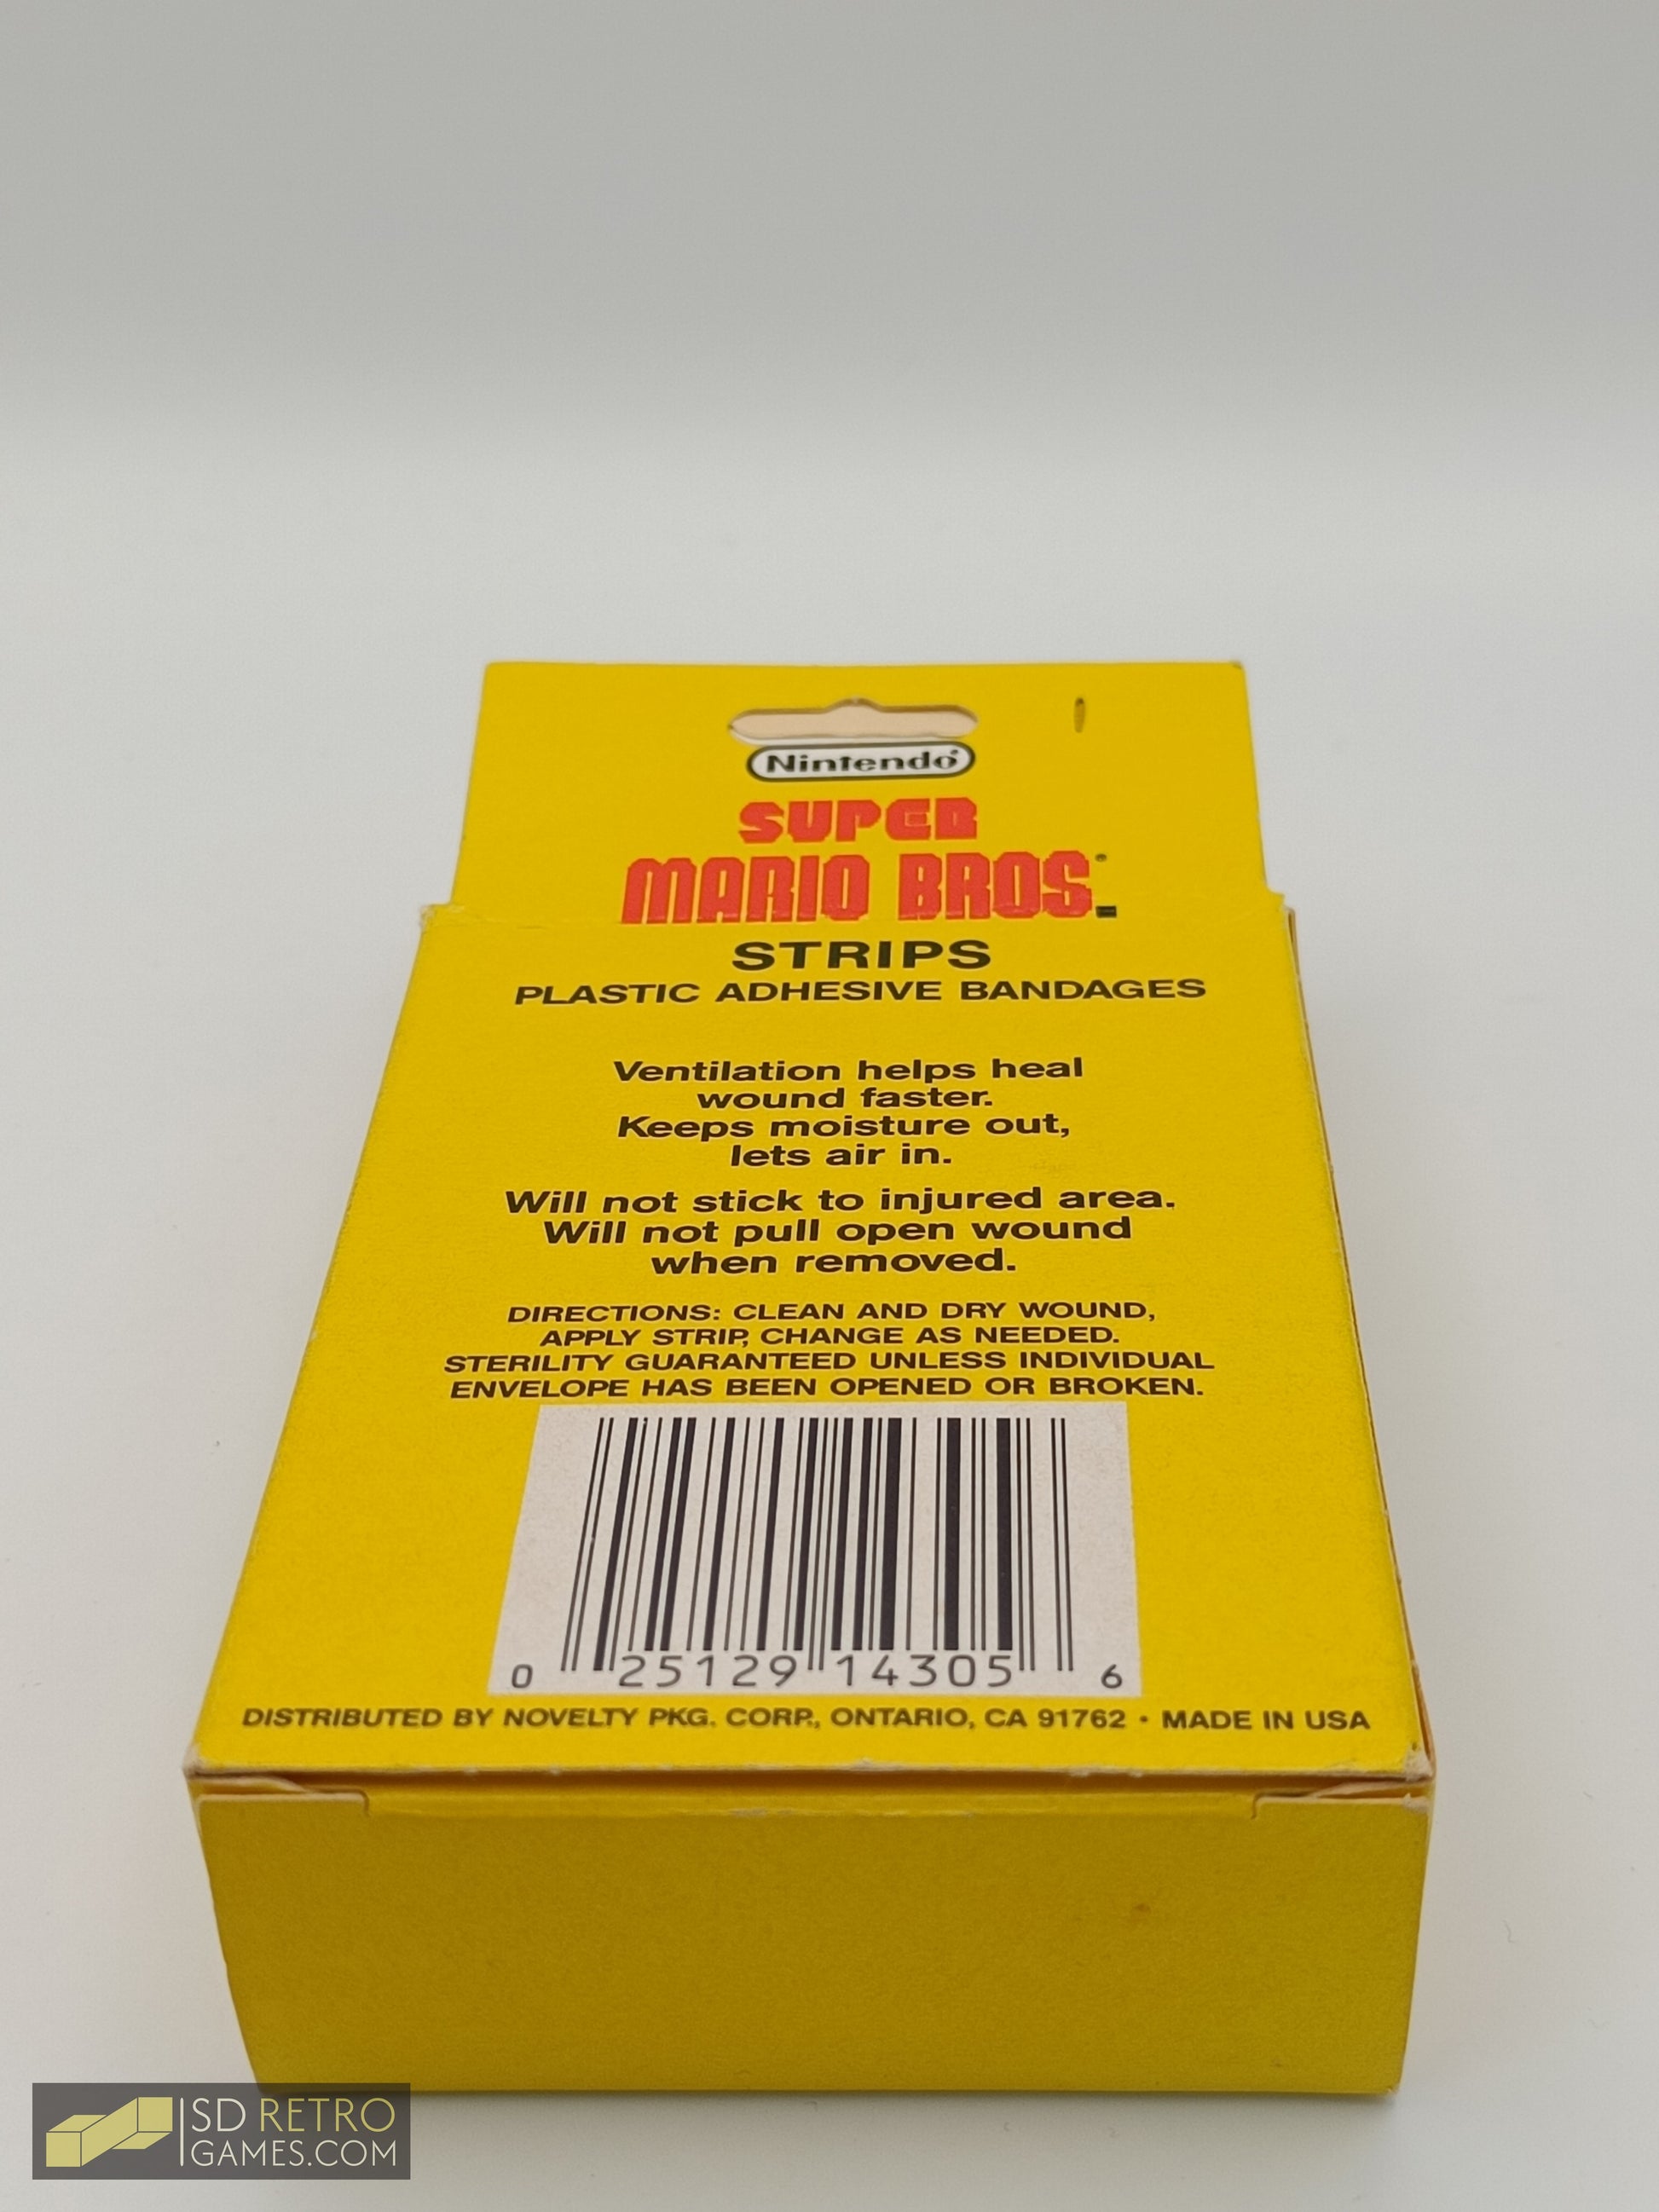 Nintendo®
SUPER
MARIO BROS.
STRIPS
PLASTIC ADHESIVE BANDAGES
Ventilation helps heal
wound faster.
Keeps moisture out,
lets air in.
Will not stick to injured area.
Will not pull open wound
when removed.
DIRECTIONS: CLEAN AND DRY WOUND,
APPLY STRIP, CHANGE AS NEEDED.
STERILITY GUARANTEED UNLESS INDIVIDUAL
ENVELOPE HAS BEEN OPENED OR BROKEN.
0 25129 14305 6
DISTRIBUTED BY NOVELTY PKG. CORP., ONTARIO, CA 91762 • MADE IN USA
SD RETRO
GAMES.COM